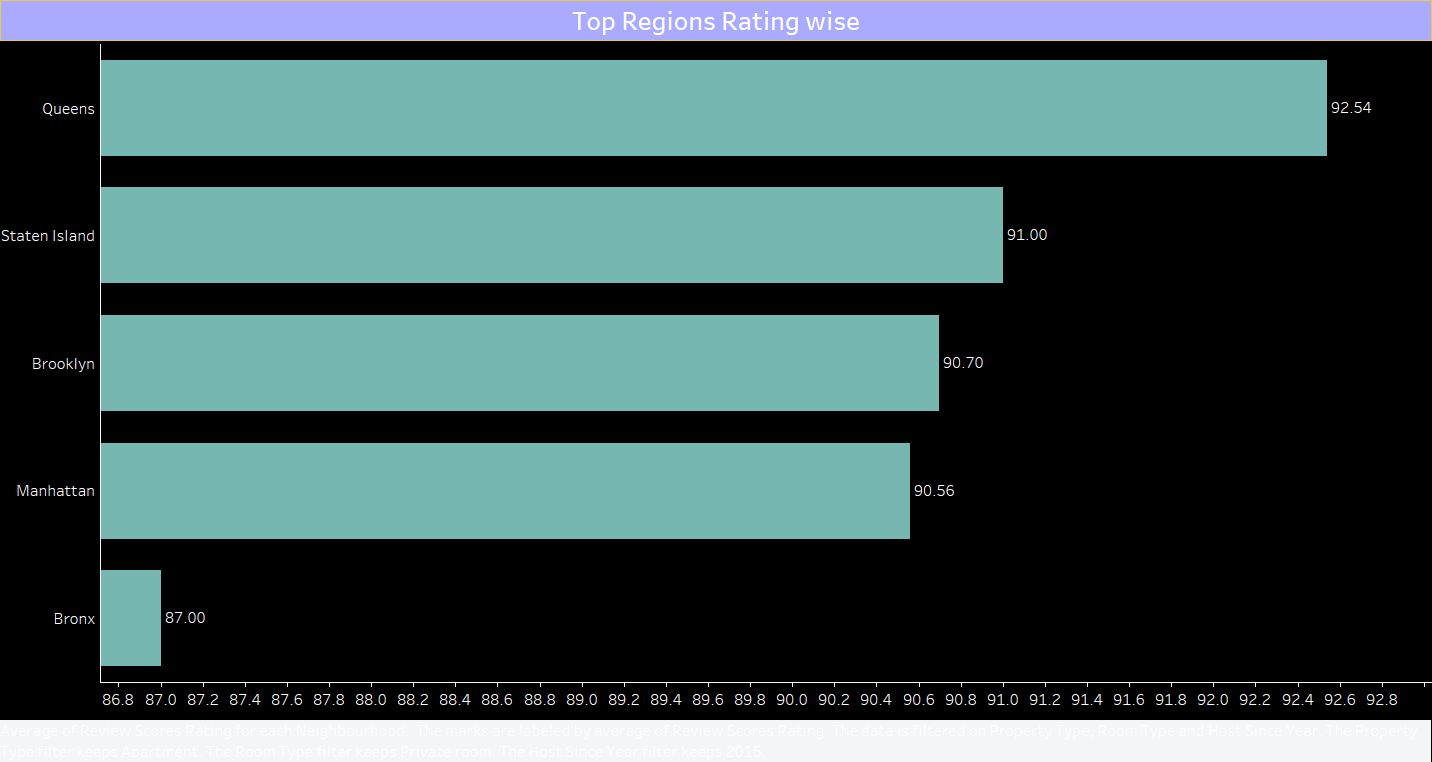 Top Regions Rating wise
Queens
92.54
Staten Island
91.00
Brooklyn
90.70
Manhattan
90.56
Bronx
87.00
86.8 87.0 87.2 87.4 87.6 87.8 88.0 88.2 88.4 88.6 88.8 89.0 89.2 89.4 89.6 89.8 90.0 90.2 90.4 90.6 90.8 91.0 91.2 91.4 91.6 91.8 92.0 92.2 92.4 92.6 92.8
Average of Review Scores Rating for each Neighbourhood. The marks are labeled by average of Review Scores Rating. The data is filtered on Property Type, Room Type and Host Since Year. The Property
Type filter keeps Apartment. The Room Type filter keeps Private room. The Host Since Year filter keeps 2015.